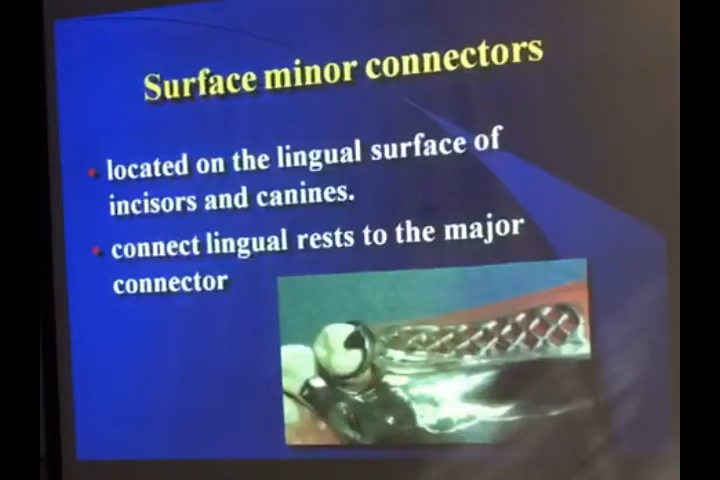 Surface minor connectors
• located on the lingual surface of
incisors and canines.
• connect lingual rests to the major
connector